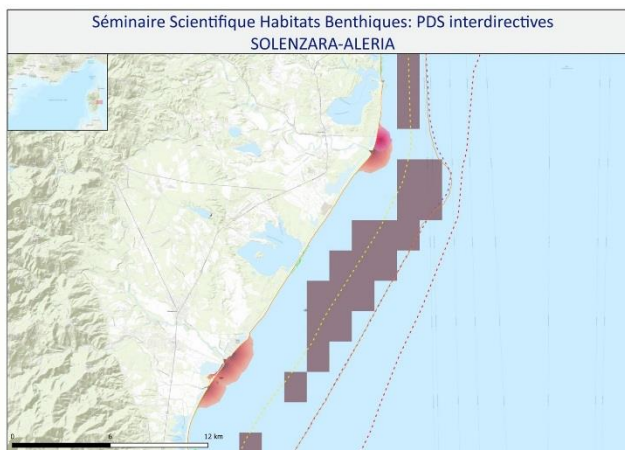 Séminaire Scientifique Habitats Benthiques: PDS interdirectives
SOLENZARA-ALERIA
0 6 12 km